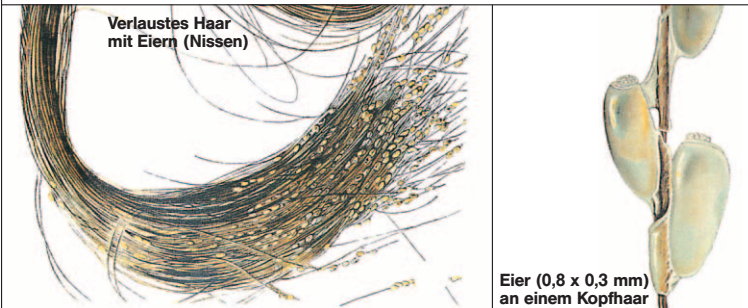 Verlaustes Haar
mit Eiern (Nissen)
Eier (0,8 x 0,3 mm)
an einem Kopfhaar